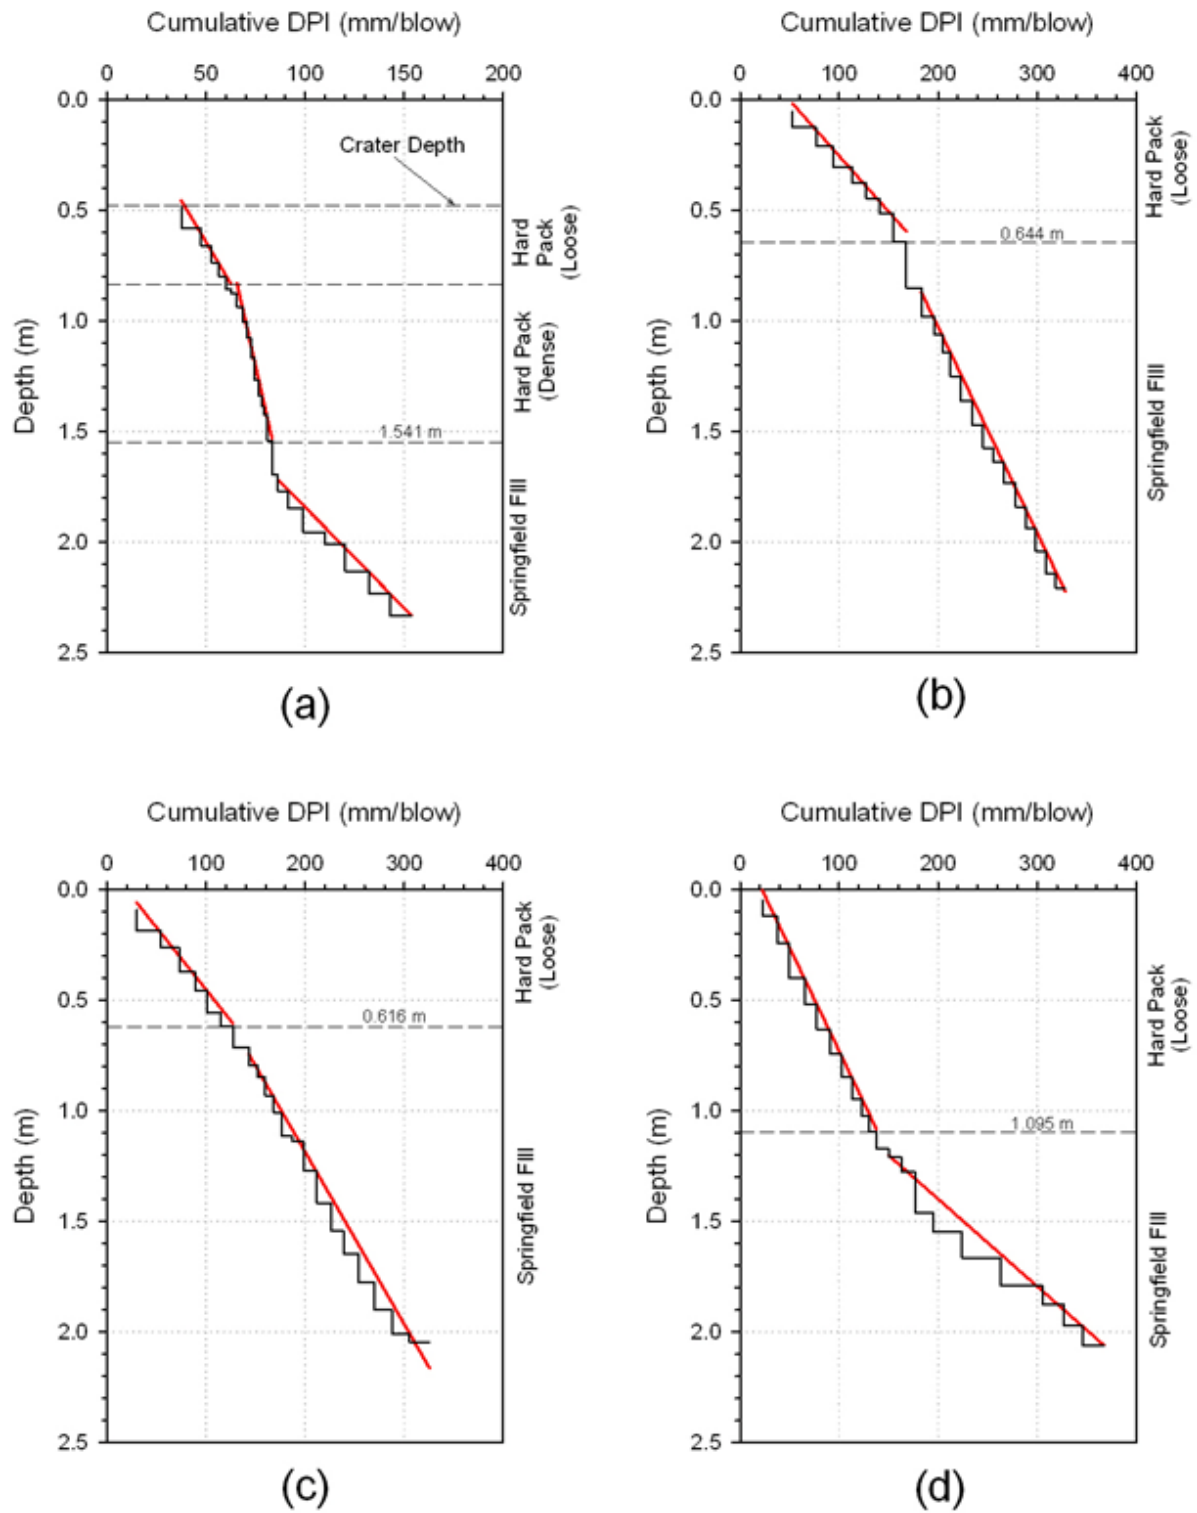 Cumulative DPI (mm/blow)
0 50 100 150 200
0.0
0.5
1.0
1.5
2.0
2.5
Depth (m)
Crater Depth
1.541 m
Hard
Pack
(Loose)
Hard Pack
(Dense)
Springfield FIll
(a)
Cumulative DPI (mm/blow)
0 100 200 300 400
0.0
0.5
1.0
1.5
2.0
2.5
Depth (m)
0.644 m
Hard Pack
(Loose)
Springfield FIll
(b)
Cumulative DPI (mm/blow)
0 100 200 300 400
0.0
0.5
1.0
1.5
2.0
2.5
Depth (m)
0.616 m
Hard Pack
(Loose)
Springfield FIll
(c)
Cumulative DPI (mm/blow)
0 100 200 300 400
0.0
0.5
1.0
1.5
2.0
2.5
Depth (m)
1.095 m
Hard Pack
(Loose)
Springfield FIll
(d)